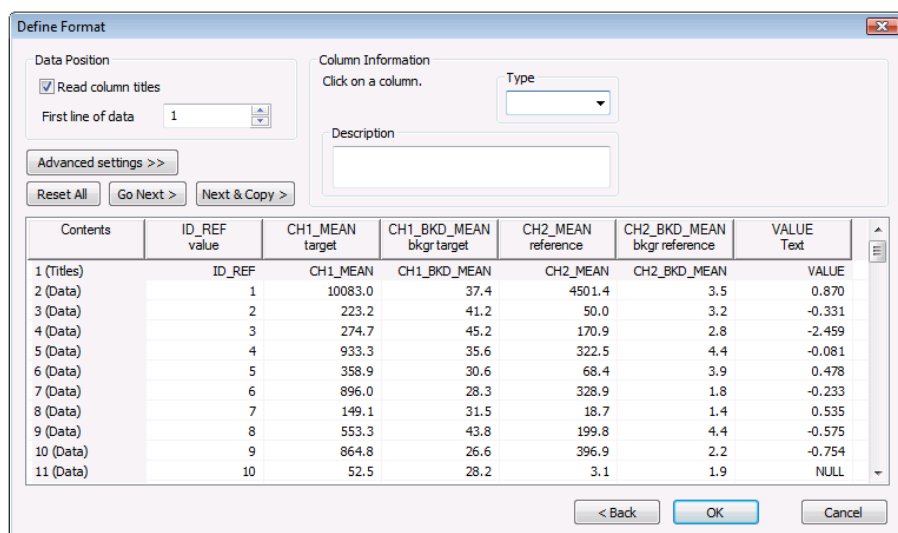 Define Format
Data Position
Read column titles
First line of data 1
Column Information
Click on a column.
Type
Description
Advanced settings >>
Reset All Go Next > Next & Copy >
Contents ID_REF CH1_MEAN CH1_BKD_MEAN CH2_MEAN CH2_BKD_MEAN VALUE
value target bkgr target reference bkgr reference Text
1 (Titles) ID_REF CH1_MEAN CH1_BKD_MEAN CH2_MEAN CH2_BKD_MEAN VALUE
2 (Data) 1 10083.0 37.4 4501.4 3.5 0.870
3 (Data) 2 223.2 41.2 50.0 3.2 -0.331
4 (Data) 3 274.7 45.2 170.9 2.8 -2.459
5 (Data) 4 933.3 35.6 322.5 4.4 -0.081
6 (Data) 5 358.9 30.6 68.4 3.9 0.478
7 (Data) 6 896.0 28.3 328.9 1.8 -0.233
8 (Data) 7 149.1 31.5 18.7 1.4 0.535
9 (Data) 8 553.3 43.8 199.8 4.4 -0.575
10 (Data) 9 864.8 26.6 396.9 2.2 -0.754
11 (Data) 10 52.5 28.2 3.1 1.9 NULL
< Back OK Cancel